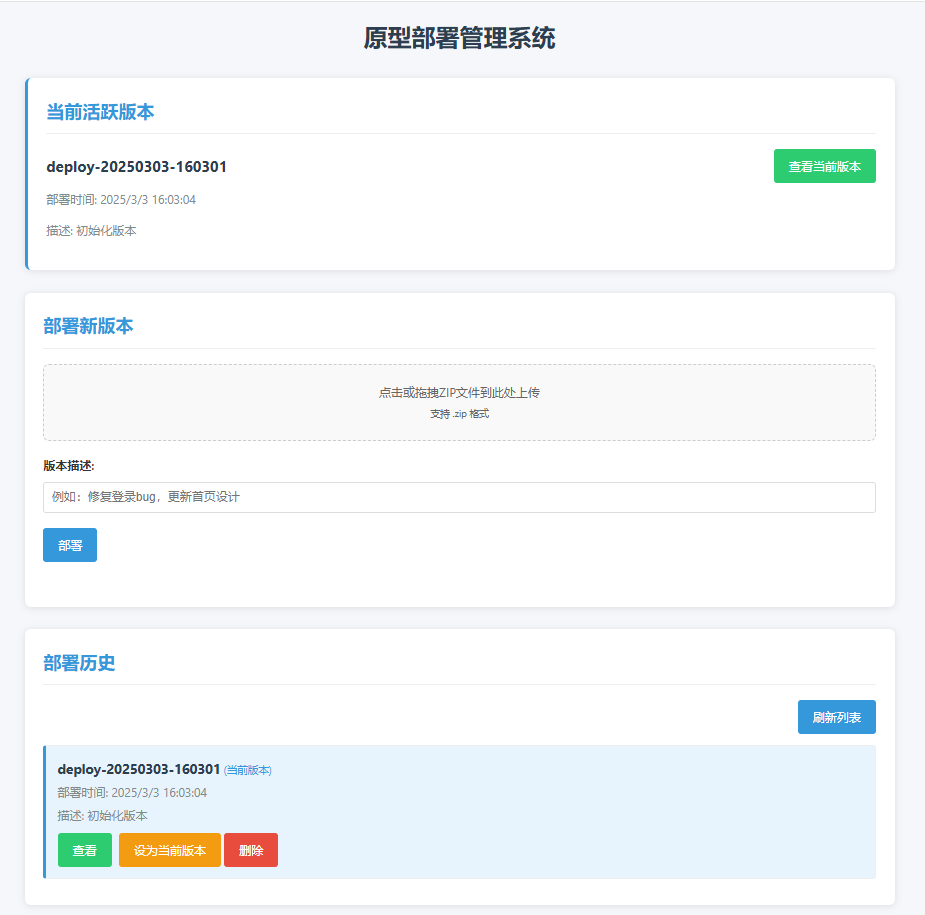 原型部署管理系统
当前活跃版本
deploy-20250303-160301
查看当前版本
部署时间: 2025/3/3 16:03:04
描述: 初始化版本
部署新版本
点击或拖拽ZIP文件到此处上传
支持 .zip 格式
版本描述:
例如：修复登录bug，更新首页设计
部署
部署历史
刷新列表
deploy-20250303-160301 (当前版本)
部署时间: 2025/3/3 16:03:04
描述: 初始化版本
查看 设为当前版本 删除